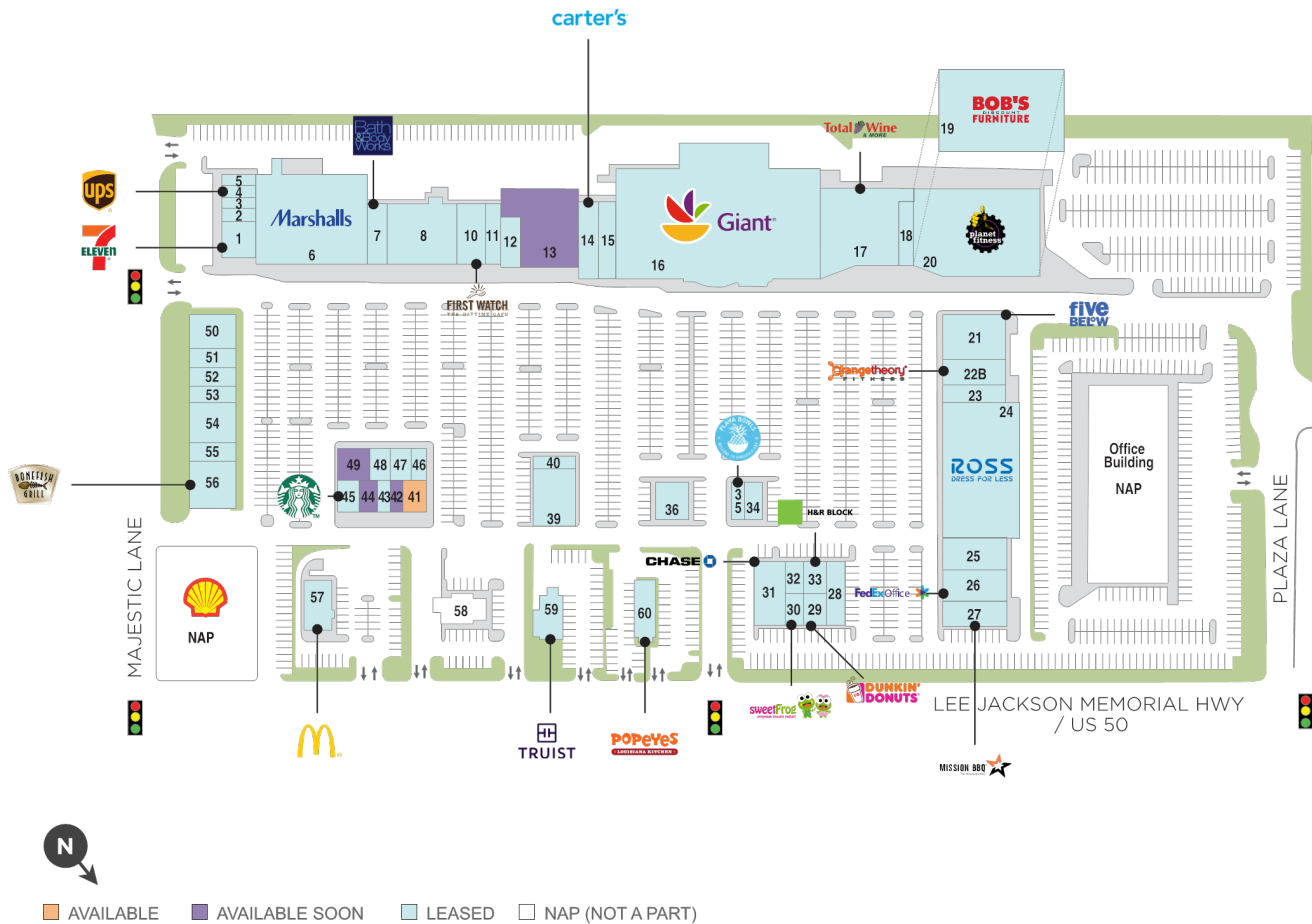 carter's
BOB'S
DISCOUNT
FURNITURE
19
Bath
&Body
Works
Total Wine
& MORE
ups
5
4
3
2
1
7
ELEVEN
Marshalls
6
7
8
10
11
12
13
14
15
Giant
16
17
18
planet
fitness
20
FIRST WATCH
THE DAYTIME CAFE
five
BELOW
50
51
52
53
54
55
56
BONEFISH
GRILL
21
orangetheory
FITNESS
22B
23
24
ROSS
DRESS FOR LESS
25
26
27
Office
Building
NAP
PLAYA BOWLS
49
48
47
46
45
44
43
42
41
40
39
36
3
5
34
H&R BLOCK
CHASE
31
32
33
30
29
28
FedEx Office
MAJESTIC LANE
PLAZA LANE
NAP
57
58
59
60
sweetFrog
DUNKIN'
DONUTS
LEE JACKSON MEMORIAL HWY
/ US 50
TRUIST
POPEYES
LOUISIANA KITCHEN
MISSION BBQ
N
AVAILABLE
AVAILABLE SOON
LEASED
NAP (NOT A PART)